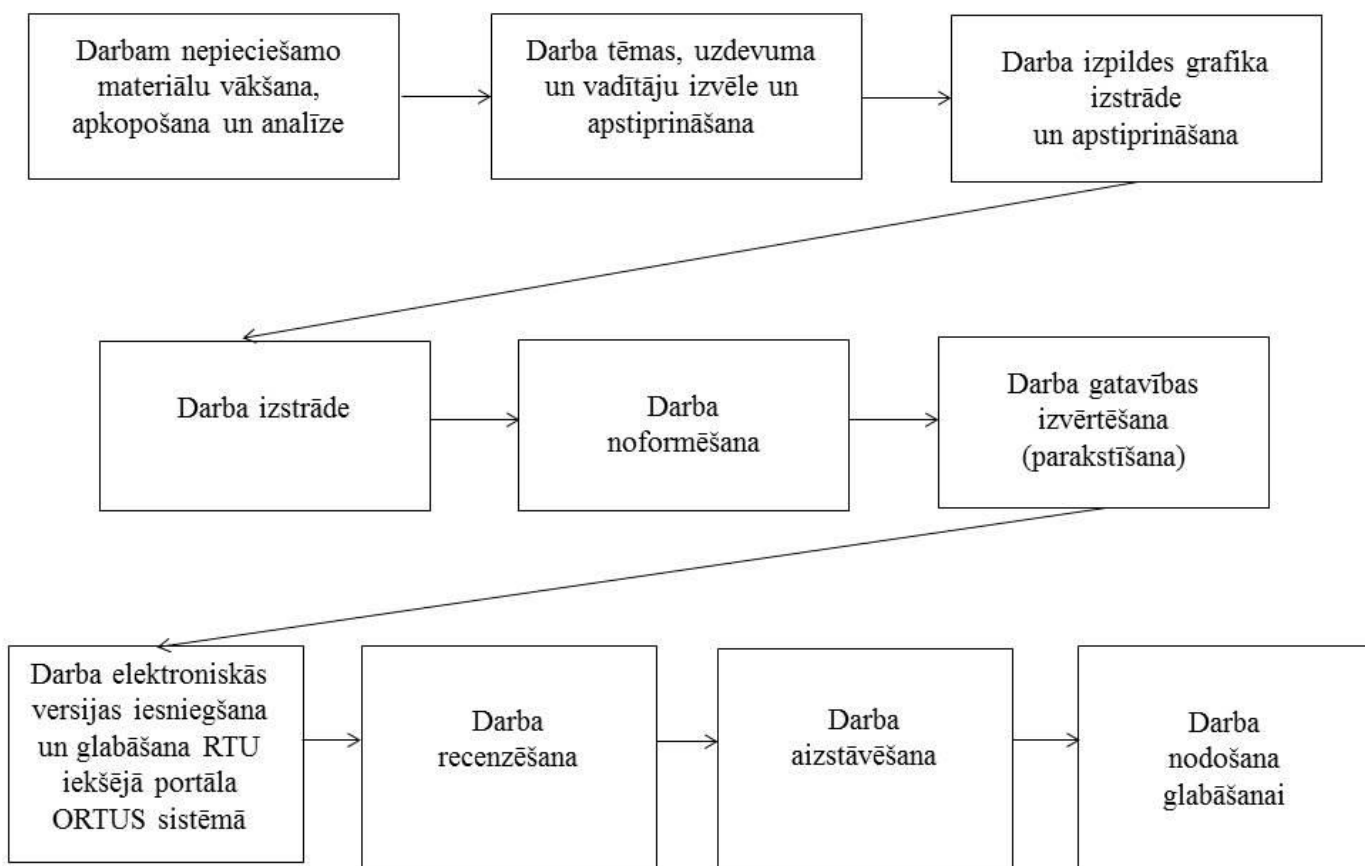 Darbam nepieciešamo
materiālu vākšana,
apkopošana un analīze
Darba tēmas, uzdevuma
un vadītāju izvēle un
apstiprināšana
Darba izpildes grafika
izstrāde
un apstiprināšana
Darba izstrāde
Darba
noformēšana
Darba gatavības
izvērtēšana
(parakstīšana)
Darba elektroniskās
versijas iesniegšana
un glabāšana RTU
iekšējā portāla
ORTUS sistēmā
Darba
recenzēšana
Darba
aizstāvēšana
Darba
nodošana
glabāšanai